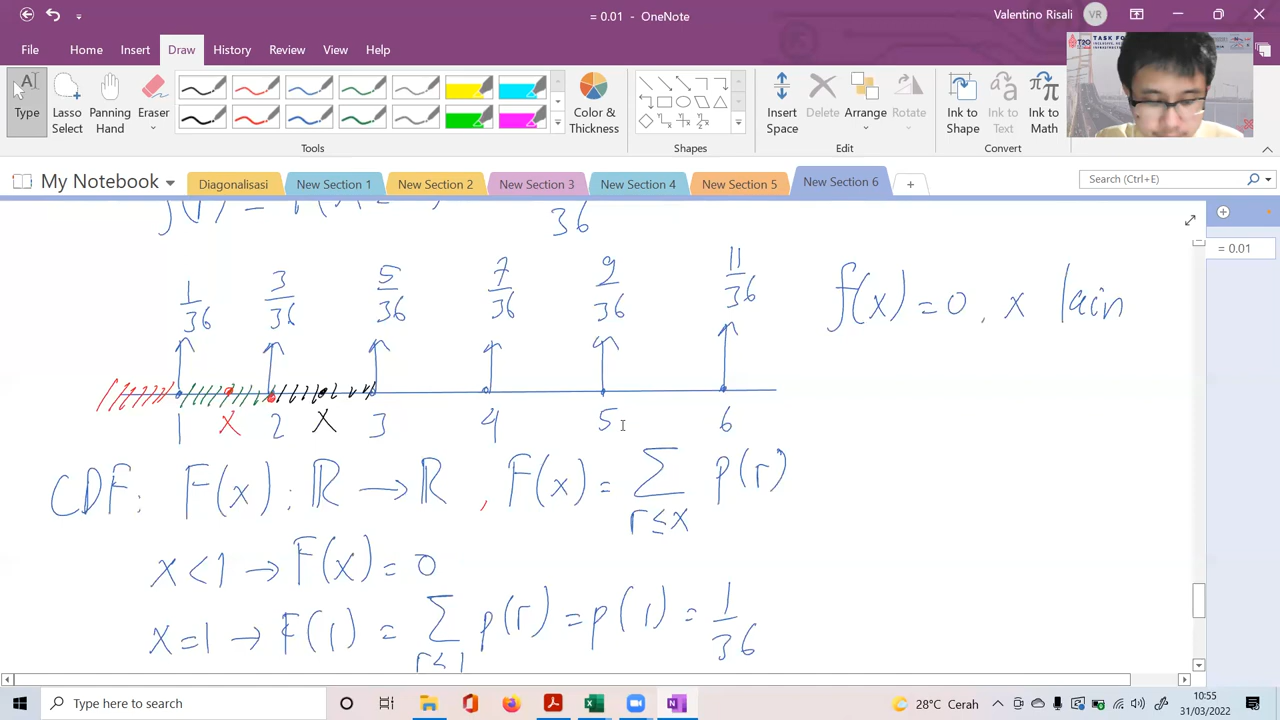 = 0.01 - OneNote
Valentino Risali VR
File Home Insert Draw History Review View Help
TASK FO
T20
Type Lasso Select Panning Hand Eraser Color & Thickness Insert Space Delete Arrange Rotate Ink to Shape Ink to Text Ink to Math
Tools Shapes Edit Convert
My Notebook Diagonalisasi New Section 1 New Section 2 New Section 3 New Section 4 New Section 5 New Section 6 + Search (Ctrl+E)
= 0.01
36
1/36 3/36 5/36 7/36 9/36 11/36 f(x) = 0, x lain
1 x 2 x 3 4 5 6
CDF: F(x) : ℝ → ℝ , F(x) = ∑ r≤x p(r)
x < 1 → F(x) = 0
x = 1 → F(1) = ∑ r≤1 p(r) = p(1) = 1/36
Type here to search 28°C Cerah 10:55
31/03/2022